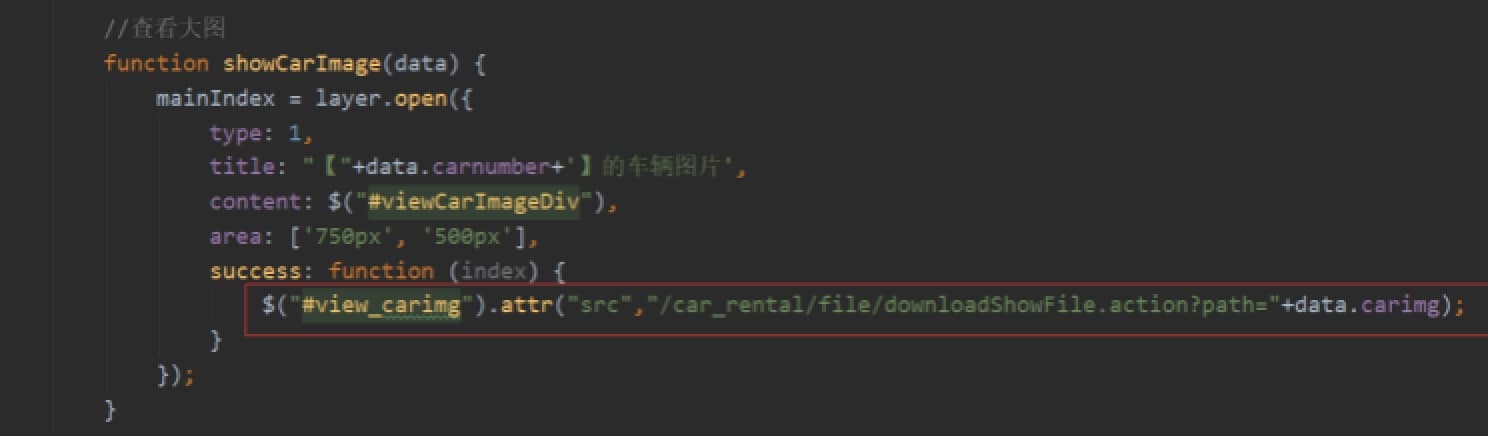 //查看大图
function showCarImage(data) {
mainIndex = layer.open({
type: 1,
title: "【"+data.carnumber+'】的车辆图片',
content: $("#viewCarImageDiv"),
area: ['750px', '500px'],
success: function (index) {
$("#view_carimg").attr("src","/car_rental/file/downloadShowFile.action?path="+data.carimg);
}
});
}